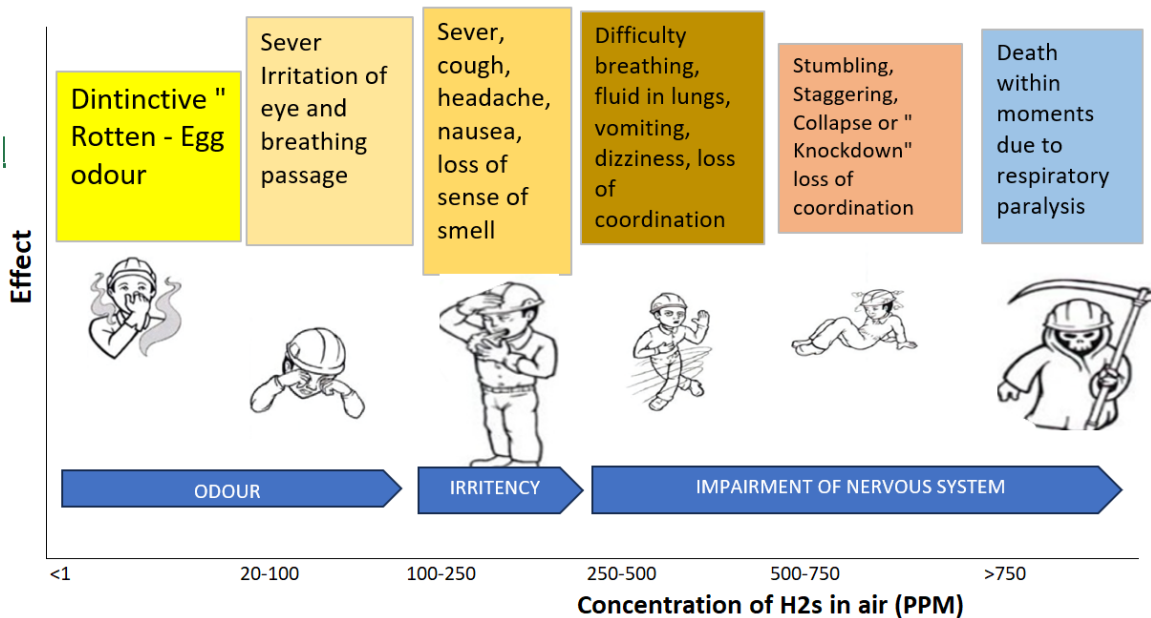 Dintinctive "
Rotten - Egg
odour
Sever
Irritation of
eye and
breathing
passage
Sever,
cough,
headache,
nausea,
loss of
sense of
smell
Difficulty
breathing,
fluid in lungs,
vomiting,
dizziness, loss
of
coordination
Stumbling,
Staggering,
Collapse or "
Knockdown"
loss of
coordination
Death
within
moments
due to
respiratory
paralysis
Effect
ODOUR
IRRITENCY
IMPAIRMENT OF NERVOUS SYSTEM
<1
20-100
100-250
250-500
500-750
>750
Concentration of H2s in air (PPM)